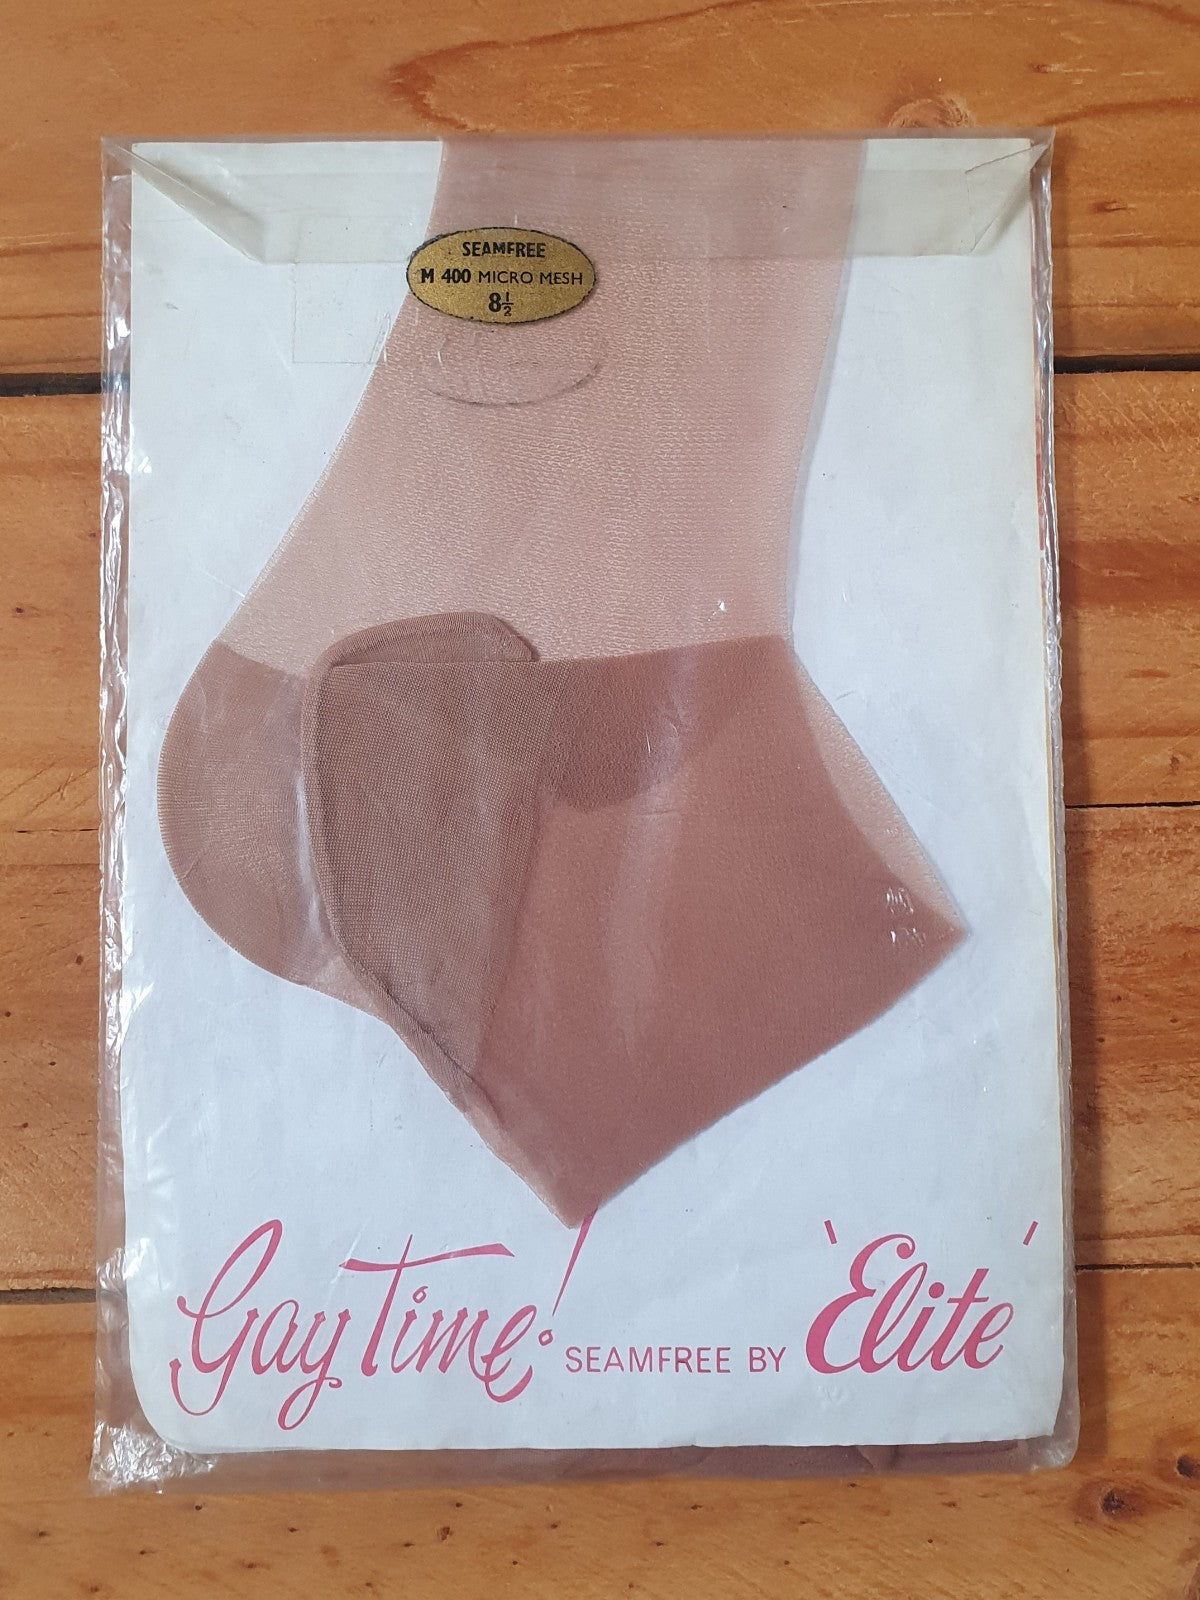 SEAMFREE
M 400 MICRO MESH
8½
Gay Time! SEAMFREE BY 'Elite'